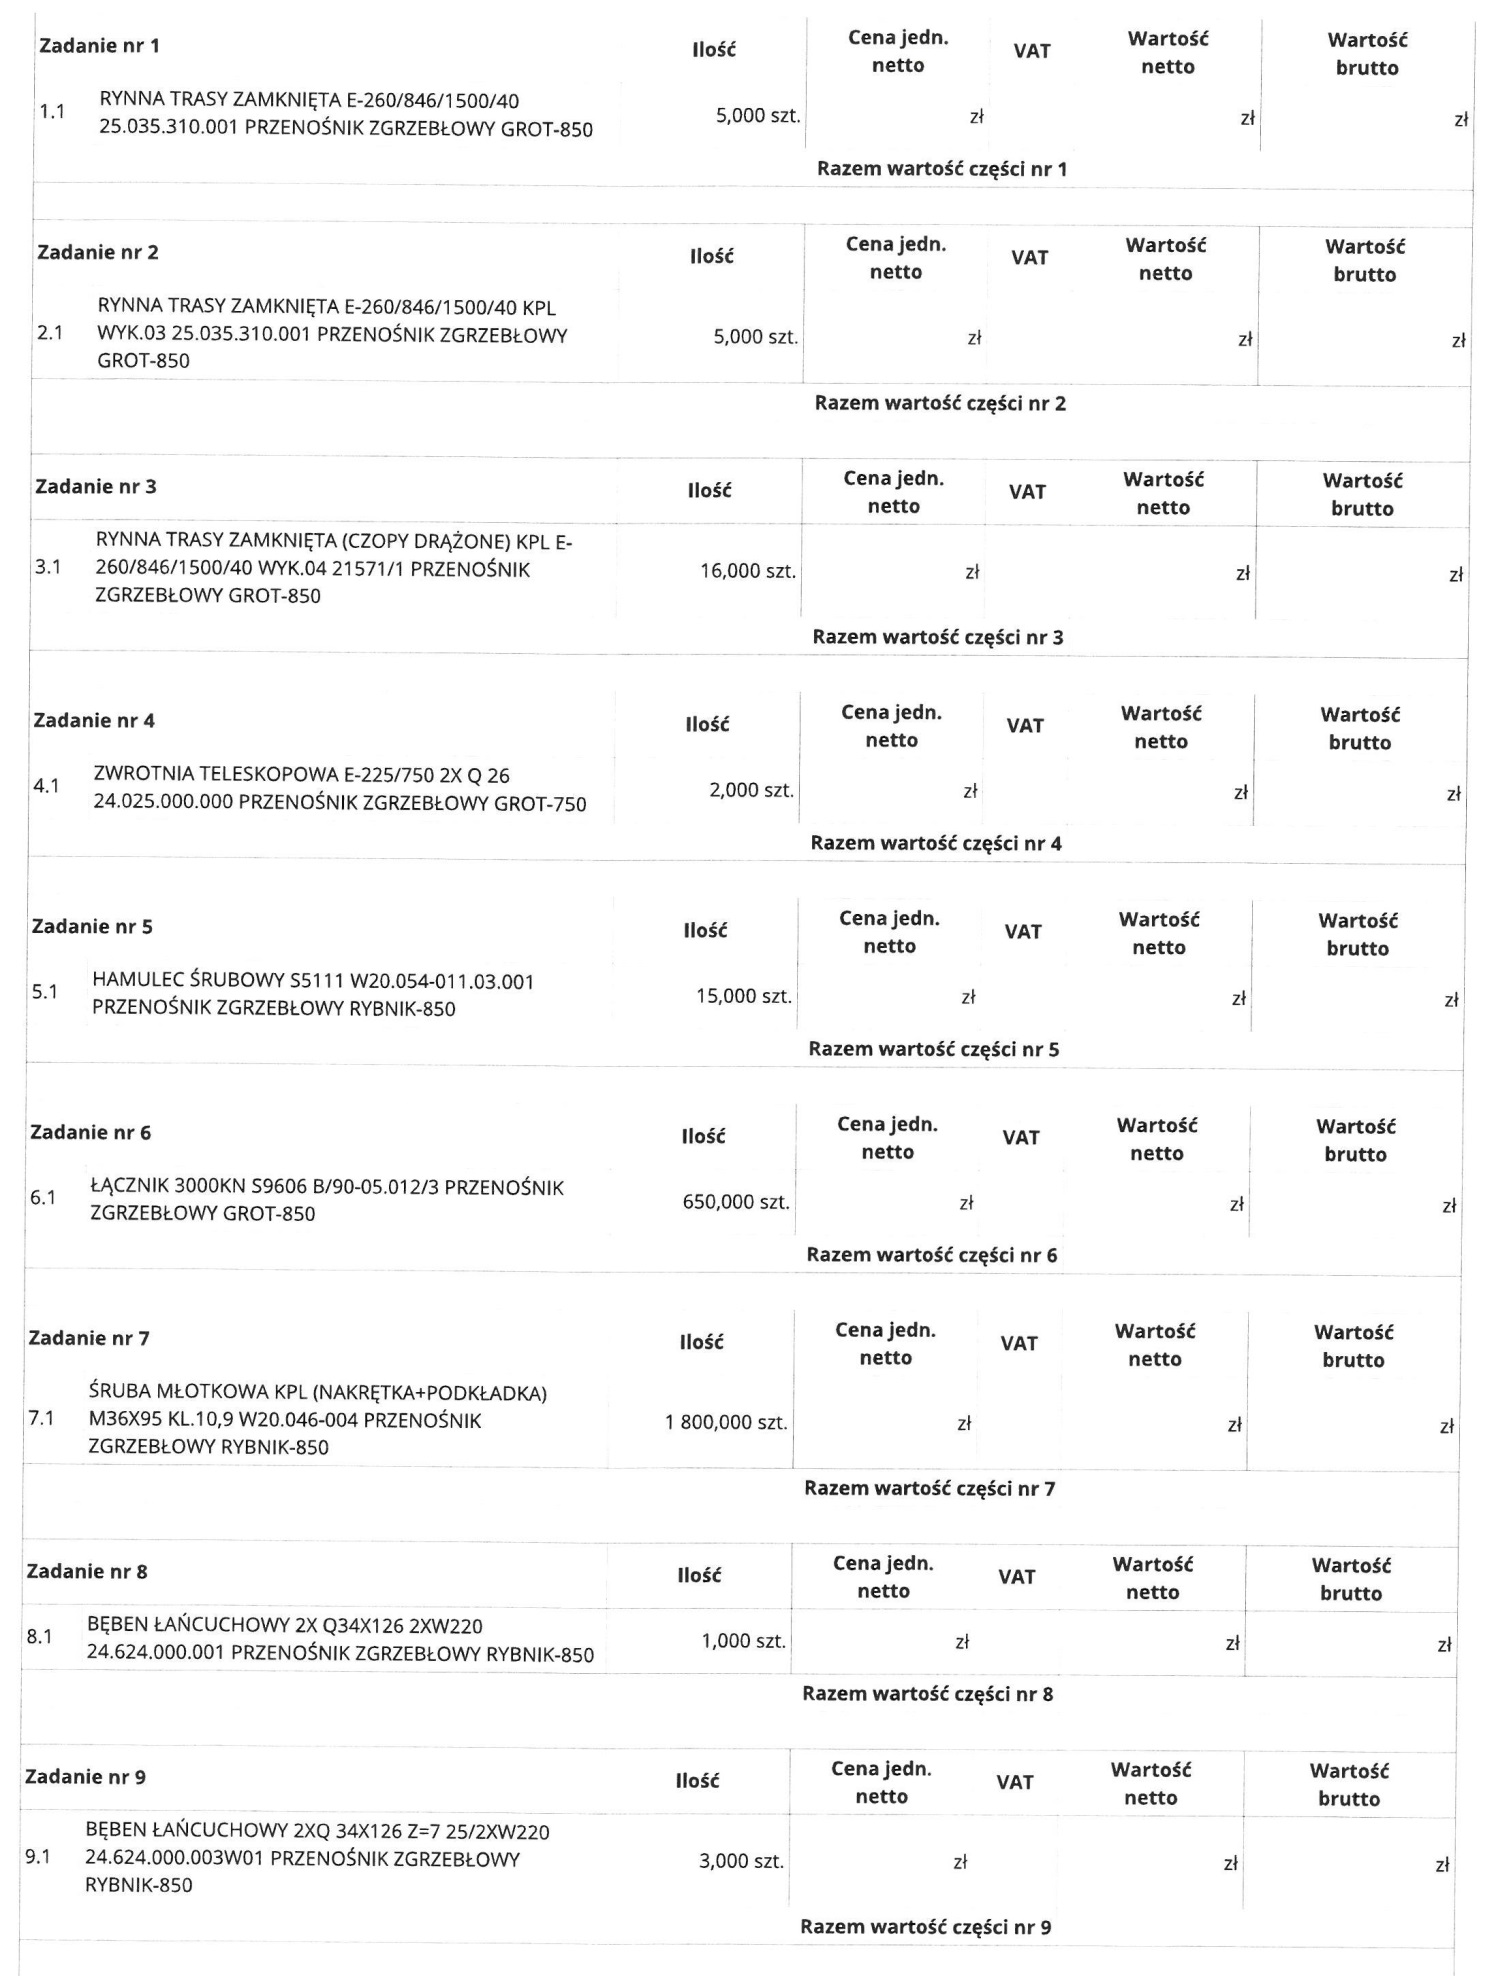 Zadanie nr 1 Ilość Cena jedn. netto VAT Wartość netto Wartość brutto
1.1 RYNNA TRASY ZAMKNIĘTA E-260/846/1500/40
25.035.310.001 PRZENOŚNIK ZGRZEBŁOWY GROT-850 5,000 szt. zł zł zł
Razem wartość części nr 1
Zadanie nr 2 Ilość Cena jedn. netto VAT Wartość netto Wartość brutto
RYNNA TRASY ZAMKNIĘTA E-260/846/1500/40 KPL
2.1 WYK.03 25.035.310.001 PRZENOŚNIK ZGRZEBŁOWY 5,000 szt. zł zł zł
GROT-850
Razem wartość części nr 2
Zadanie nr 3 Ilość Cena jedn. netto VAT Wartość netto Wartość brutto
RYNNA TRASY ZAMKNIĘTA (CZOPY DRĄŻONE) KPL E-
3.1 260/846/1500/40 WYK.04 21571/1 PRZENOŚNIK 16,000 szt. zł zł zł
ZGRZEBŁOWY GROT-850
Razem wartość części nr 3
Zadanie nr 4 Ilość Cena jedn. netto VAT Wartość netto Wartość brutto
4.1 ZWROTNIA TELESKOPOWA E-225/750 2X Q 26
24.025.000.000 PRZENOŚNIK ZGRZEBŁOWY GROT-750 2,000 szt. zł zł zł
Razem wartość części nr 4
Zadanie nr 5 Ilość Cena jedn. netto VAT Wartość netto Wartość brutto
5.1 HAMULEC ŚRUBOWY S5111 W20.054-011.03.001
PRZENOŚNIK ZGRZEBŁOWY RYBNIK-850 15,000 szt. zł zł zł
Razem wartość części nr 5
Zadanie nr 6 Ilość Cena jedn. netto VAT Wartość netto Wartość brutto
6.1 ŁĄCZNIK 3000KN S9606 B/90-05.012/3 PRZENOŚNIK
ZGRZEBŁOWY GROT-850 650,000 szt. zł zł zł
Razem wartość części nr 6
Zadanie nr 7 Ilość Cena jedn. netto VAT Wartość netto Wartość brutto
ŚRUBA MŁOTKOWA KPL (NAKRĘTKA+PODKŁADKA)
7.1 M36X95 KL.10,9 W20.046-004 PRZENOŚNIK 1 800,000 szt. zł zł zł
ZGRZEBŁOWY RYBNIK-850
Razem wartość części nr 7
Zadanie nr 8 Ilość Cena jedn. netto VAT Wartość netto Wartość brutto
8.1 BĘBEN ŁAŃCUCHOWY 2X Q34X126 2XW220
24.624.000.001 PRZENOŚNIK ZGRZEBŁOWY RYBNIK-850 1,000 szt. zł zł zł
Razem wartość części nr 8
Zadanie nr 9 Ilość Cena jedn. netto VAT Wartość netto Wartość brutto
BĘBEN ŁAŃCUCHOWY 2XQ 34X126 Z=7 25/2XW220
9.1 24.624.000.003W01 PRZENOŚNIK ZGRZEBŁOWY 3,000 szt. zł zł zł
RYBNIK-850
Razem wartość części nr 9